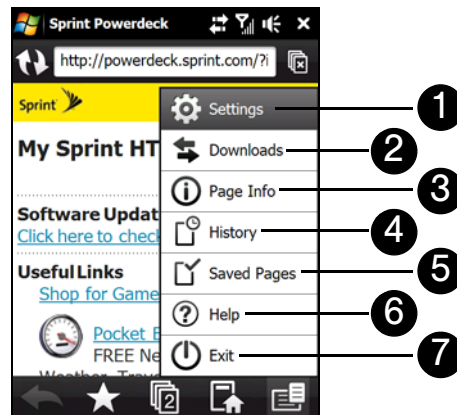 Sprint Powerdeck
http://powerdeck.sprint.com/?i
Sprint
My Sprint HT
Software Updat
Click here to chec
Useful Links
Shop for Game
Pocket E
FREE Ne
Settings 1
Downloads 2
Page Info 3
History 4
Saved Pages 5
Help 6
Exit 7
2